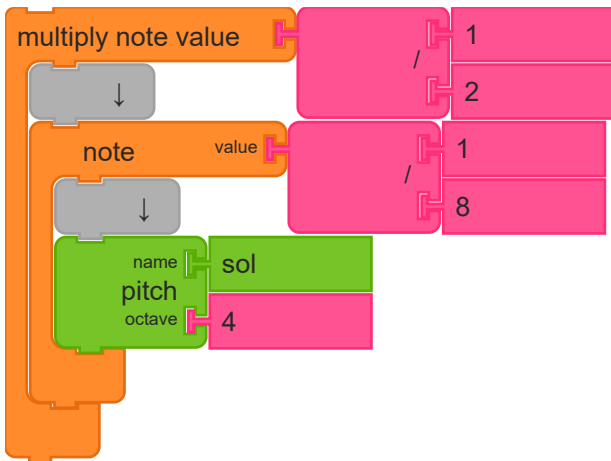 multiply note value 1
/
2
↓
note value 1
/
8
↓
name sol
pitch
octave 4